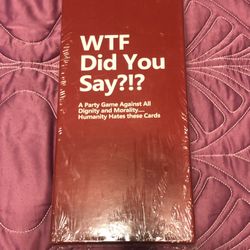 WTF
Did You
Say?!?
A Party Game Against All
Dignity and Morality....
Humanity Hates these Cards